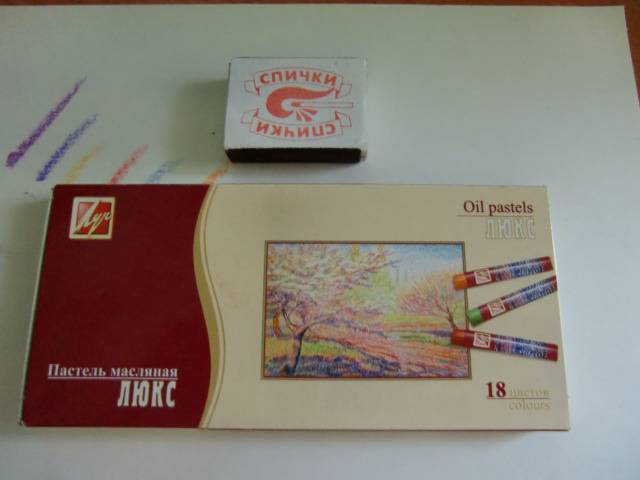 СПИЧКИ
СПИЧКИ
Луч
Oil pastels
ЛЮКС
Пастель масляная
ЛЮКС
18 цветов
colours